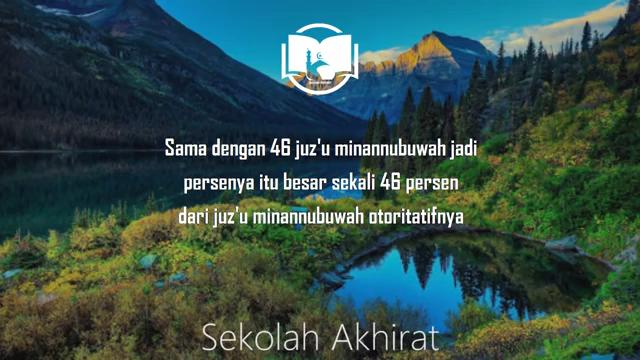 Sama dengan 46 juz'u minannubuwah jadi
persenya itu besar sekali 46 persen
dari juz'u minannubuwah otoritatifnya
Sekolah Akhirat